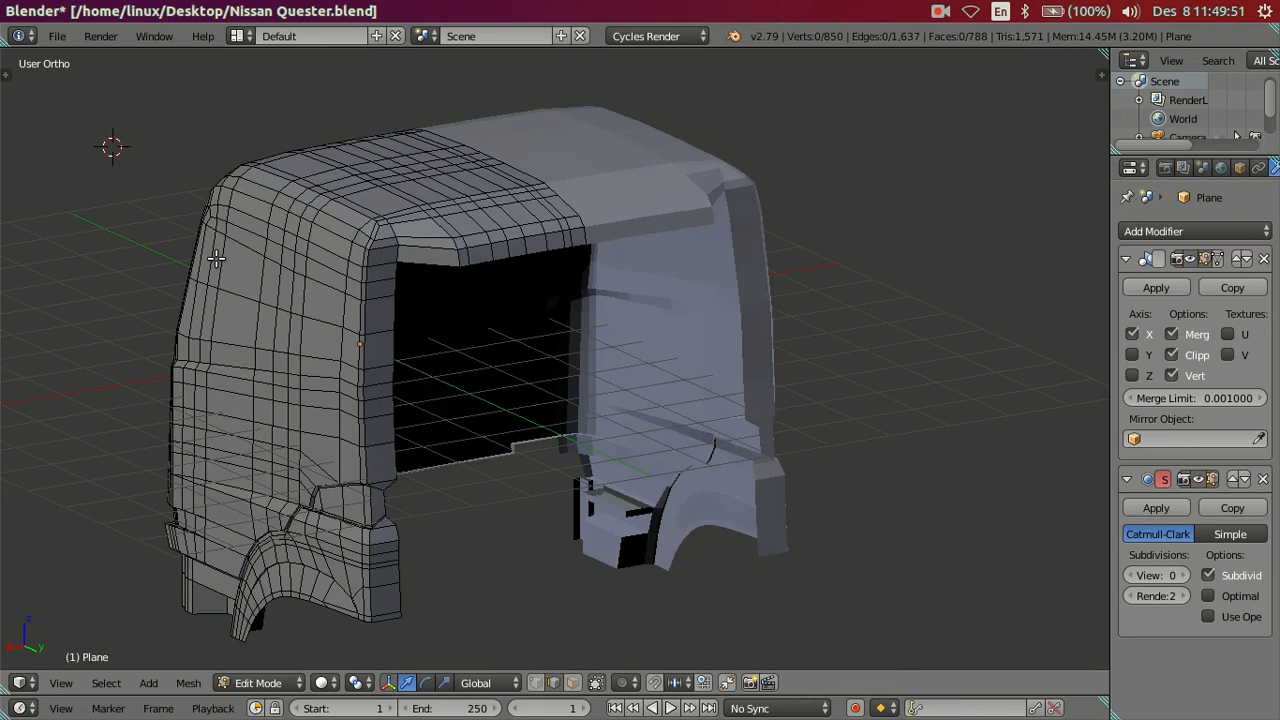 Blender* [/home/linux/Desktop/Nissan Quester.blend]
En (100%) Des 8 11:49:51
File Render Window Help Default Scene Cycles Render v2.79 | Verts:0/850 | Edges:0/1,637 | Faces:0/788 | Tris:1,571 | Mem:14.45M (3.20M) | Plane
User Ortho
View Search All Sc
Scene
RenderL
World
Camera
Plane
Add Modifier
Apply Copy
Axis: Options: Textures:
X Merg U
Y Clipp V
Z Vert
Merge Limit: 0.001000
Mirror Object:
S
Apply Copy
Catmull-Clark Simple
Subdivisions: Options:
View: 0 Subdivid
Rende:2 Optimal
Use Ope
z
y
(1) Plane
View Select Add Mesh Edit Mode Global
View Marker Frame Playback Start: 1 End: 250 1 No Sync